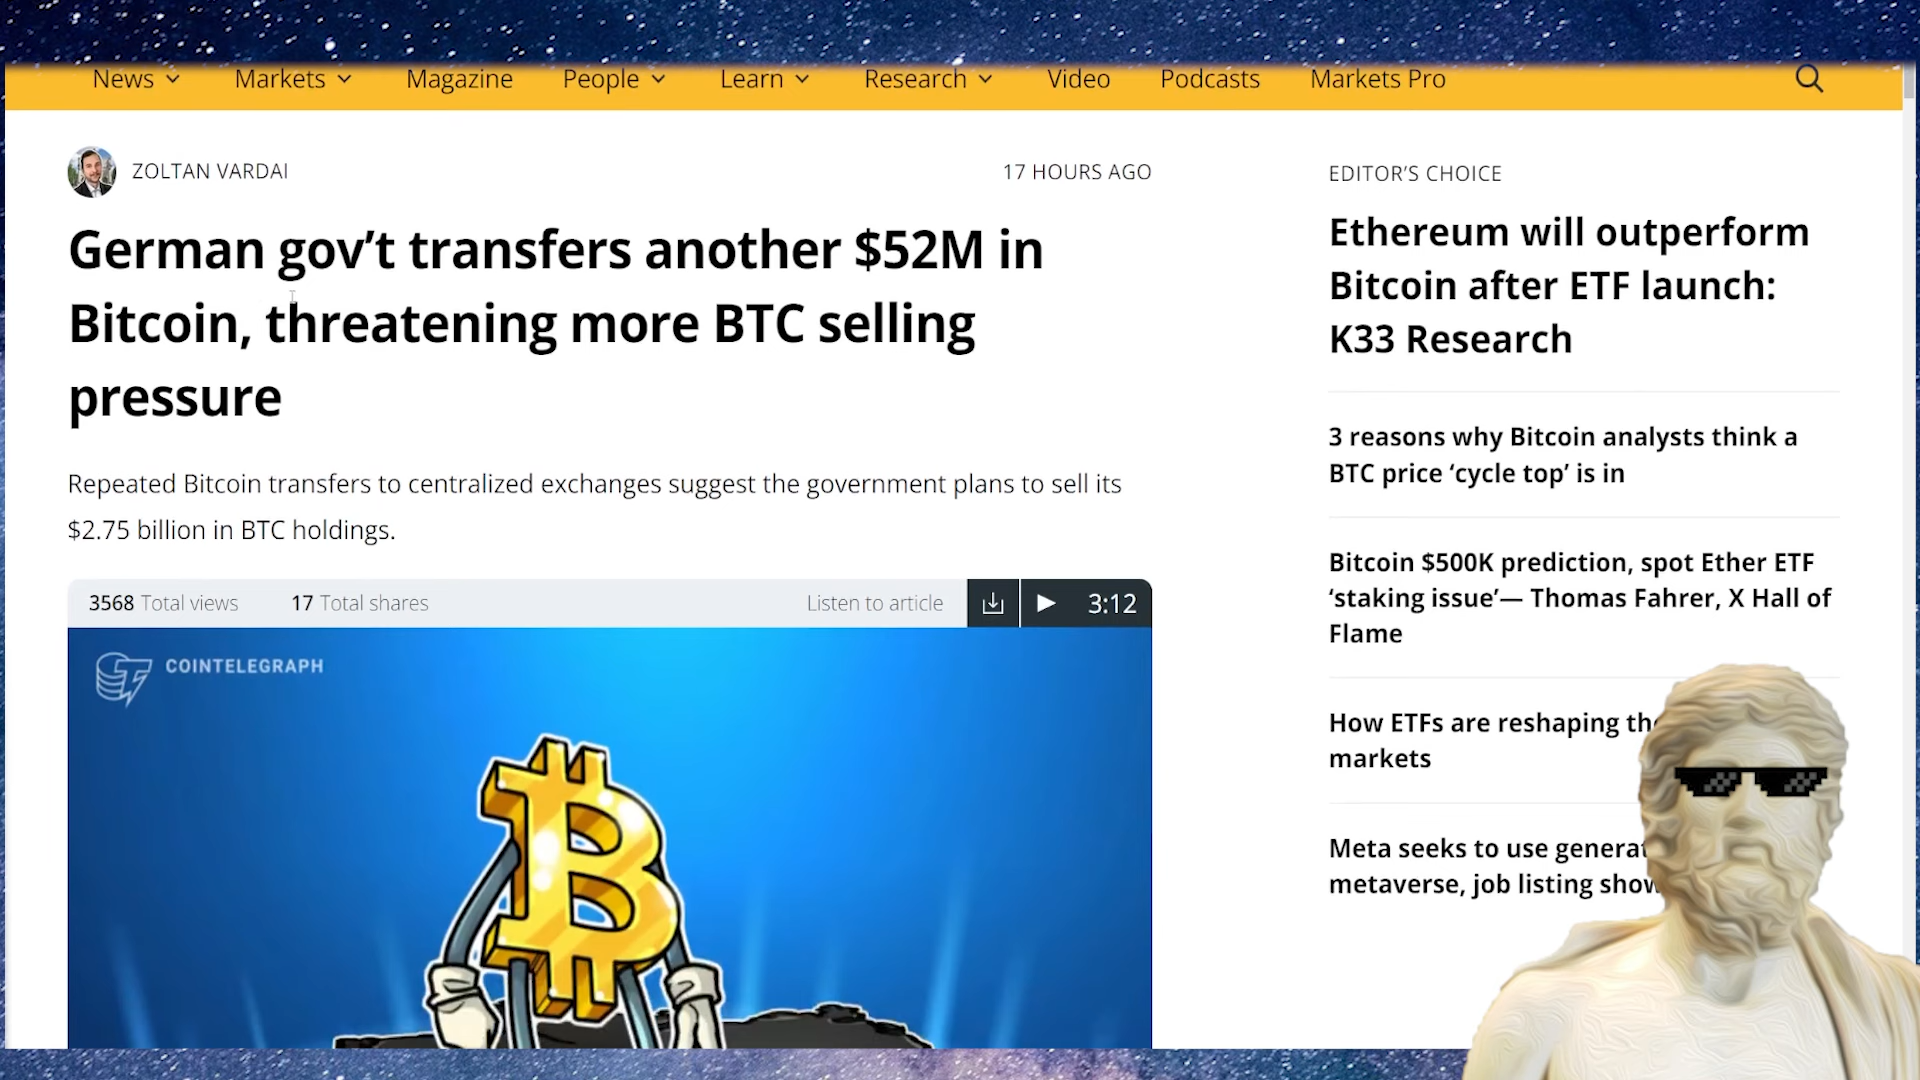 News
Markets
Magazine
People
Learn
Research
Video
Podcasts
Markets Pro
ZOLTAN VARDAI
17 HOURS AGO
German gov’t transfers another $52M in
Bitcoin, threatening more BTC selling
pressure
Repeated Bitcoin transfers to centralized exchanges suggest the government plans to sell its
$2.75 billion in BTC holdings.
3568 Total views
17 Total shares
Listen to article
3:12
COINTELEGRAPH
EDITOR’S CHOICE
Ethereum will outperform
Bitcoin after ETF launch:
K33 Research
3 reasons why Bitcoin analysts think a
BTC price ‘cycle top’ is in
Bitcoin $500K prediction, spot Ether ETF
‘staking issue’— Thomas Fahrer, X Hall of
Flame
How ETFs are reshaping
markets
Meta seeks to use
metaverse, job listing